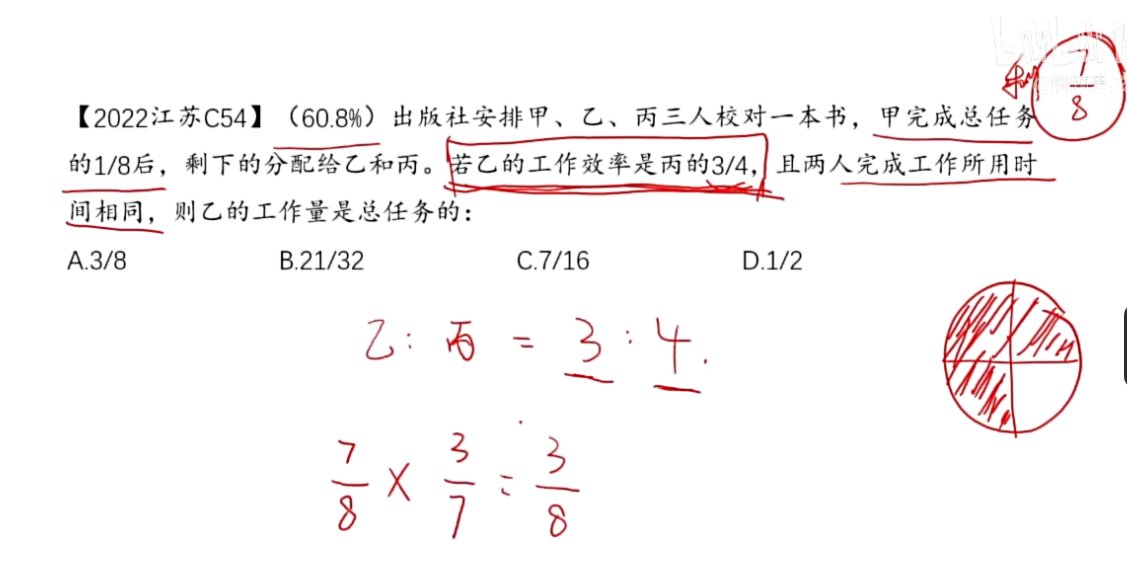 剩 7/8
【2022江苏C54】（60.8%）出版社安排甲、乙、丙三人校对一本书，甲完成总任务
的1/8后，剩下的分配给乙和丙。若乙的工作效率是丙的3/4，且两人完成工作所用时
间相同，则乙的工作量是总任务的：
A.3/8 B.21/32 C.7/16 D.1/2
乙：丙 = 3 : 4.
7/8 × 3/7 = 3/8